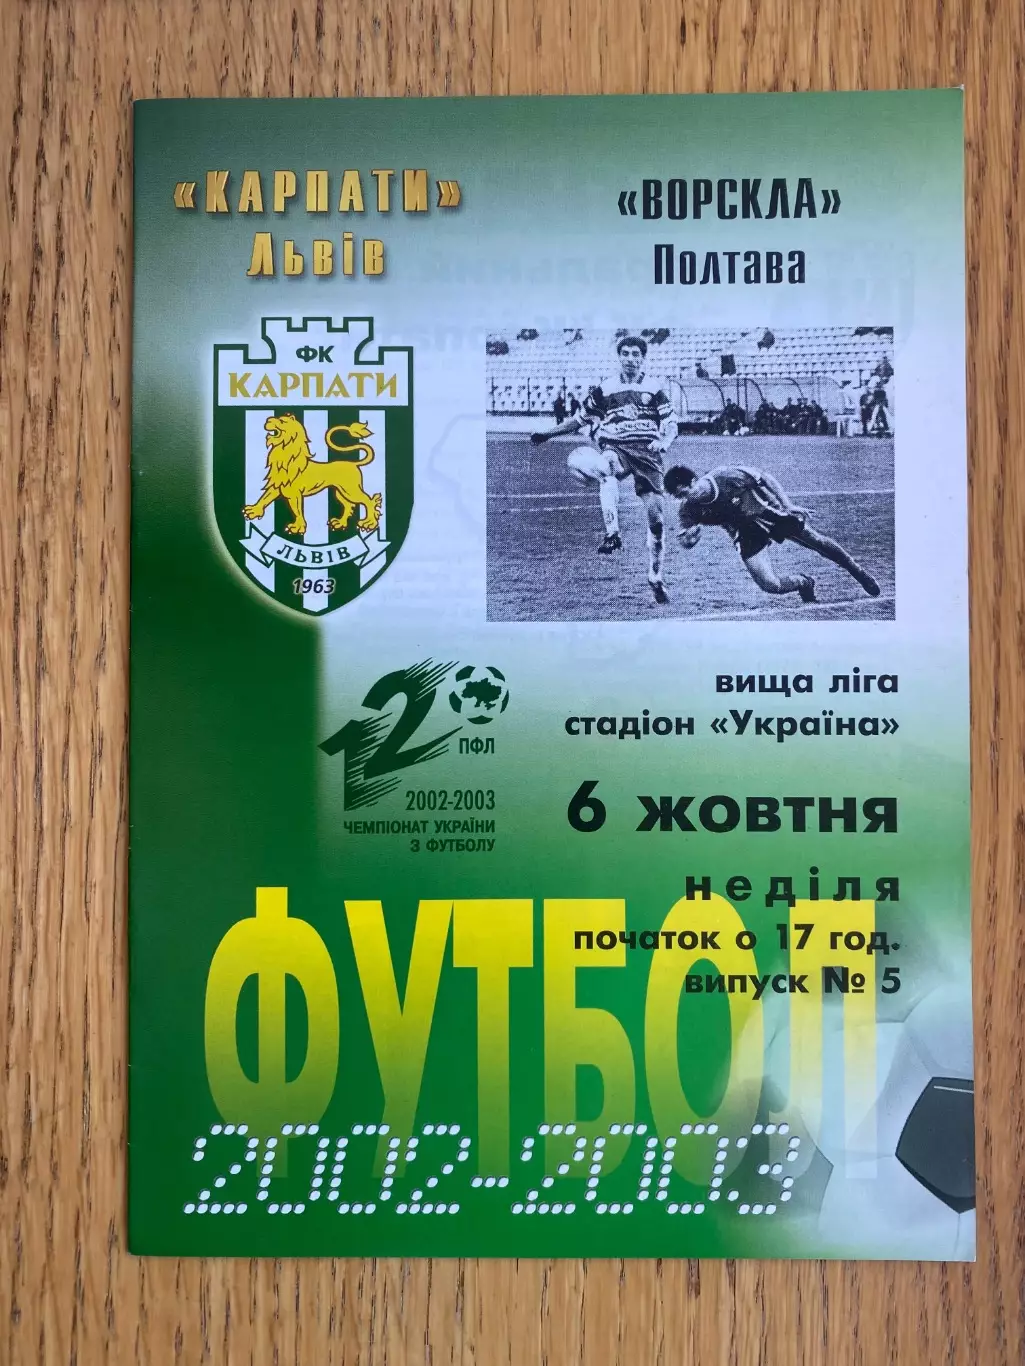 «КАРПАТИ»
Львів
«ВОРСКЛА»
Полтава
ФК
КАРПАТИ
ЛЬВІВ
1963
вища ліга
стадіон «Україна»
12
ПФЛ
2002-2003
ЧЕМПІОНАТ УКРАЇНИ
З ФУТБОЛУ
6 жовтня
неділя
початок о 17 год.
випуск № 5
ФУТБОЛ
2002-2003